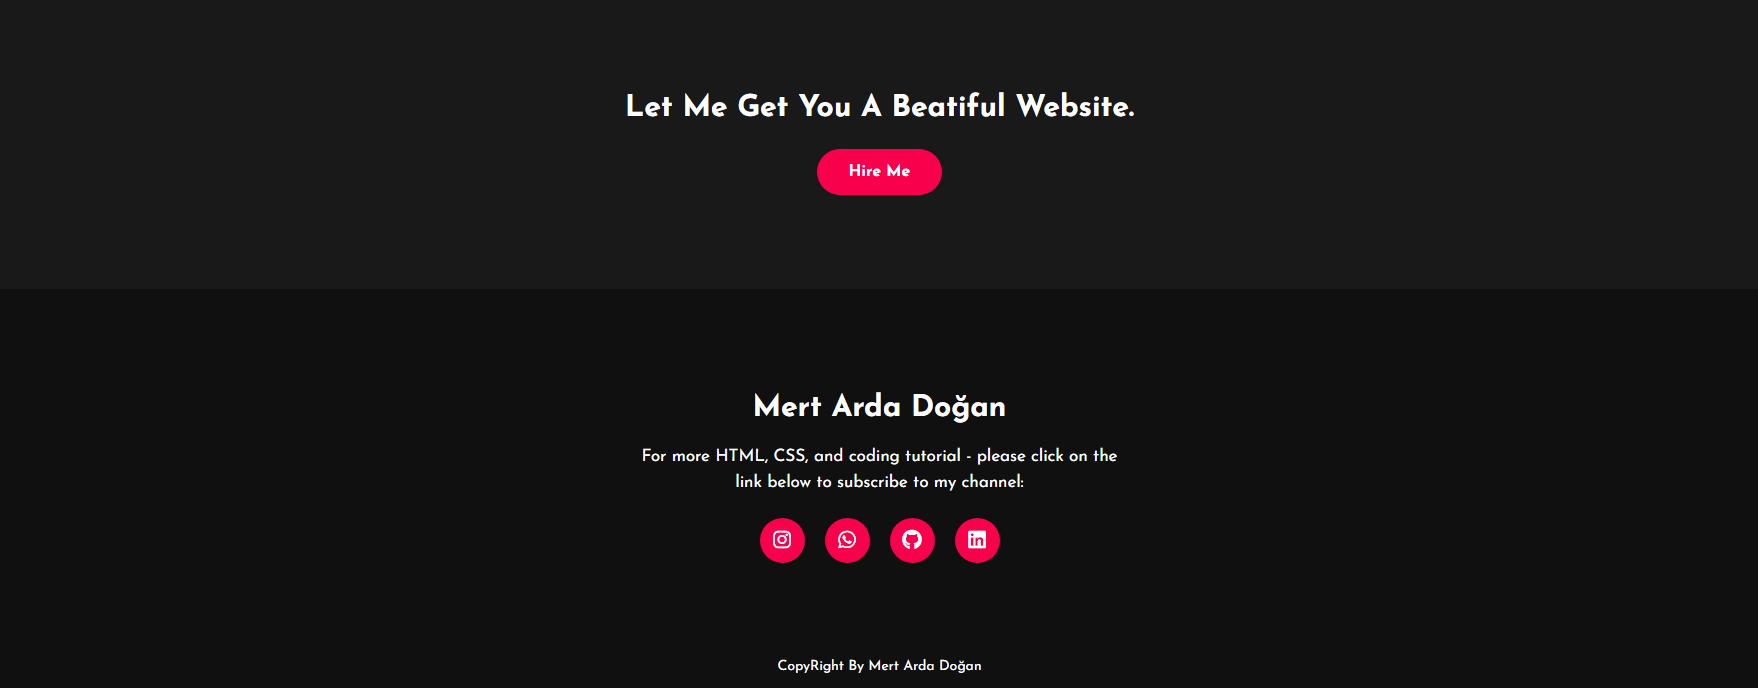 Let Me Get You A Beatiful Website.
Hire Me
Mert Arda Doğan
For more HTML, CSS, and coding tutorial - please click on the
link below to subscribe to my channel:
CopyRight By Mert Arda Doğan